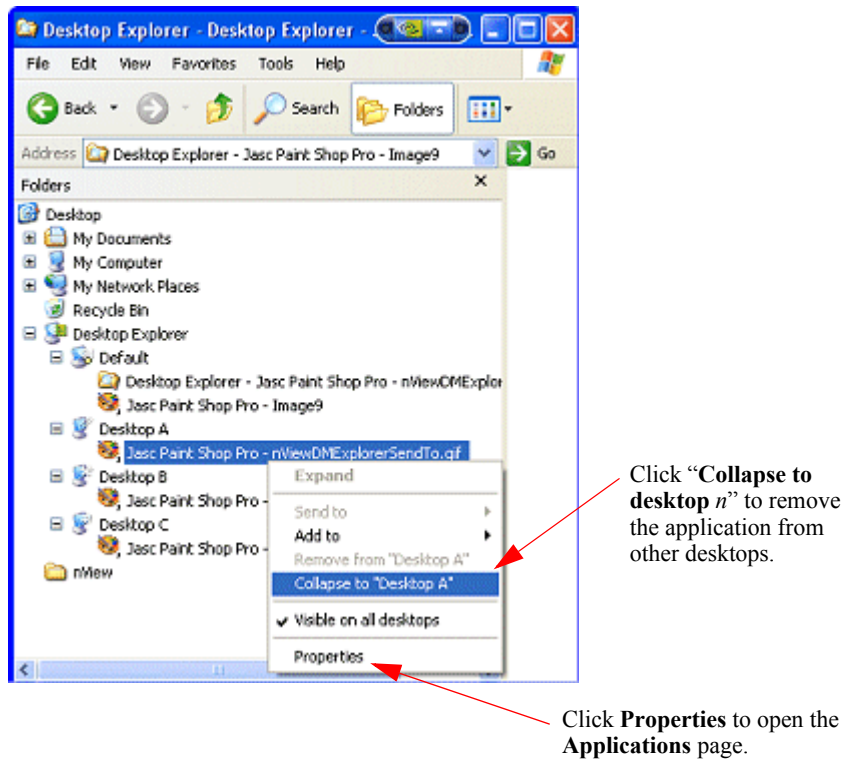 Desktop Explorer - Desktop Explorer -
File Edit View Favorites Tools Help
Back Search Folders
Address Desktop Explorer - Jasc Paint Shop Pro - Image9 Go
Folders
Desktop
My Documents
My Computer
My Network Places
Recycle Bin
Desktop Explorer
Default
Desktop Explorer - Jasc Paint Shop Pro - nViewDMExplor
Jasc Paint Shop Pro - Image9
Desktop A
Jasc Paint Shop Pro - nViewDMExplorerSendTo.gif
Desktop B
Jasc Paint Shop Pro -
Desktop C
Jasc Paint Shop Pro -
nView
Expand
Send to
Add to
Remove from "Desktop A"
Collapse to "Desktop A"
Visible on all desktops
Properties
Click “Collapse to
desktop n” to remove
the application from
other desktops.
Click Properties to open the
Applications page.